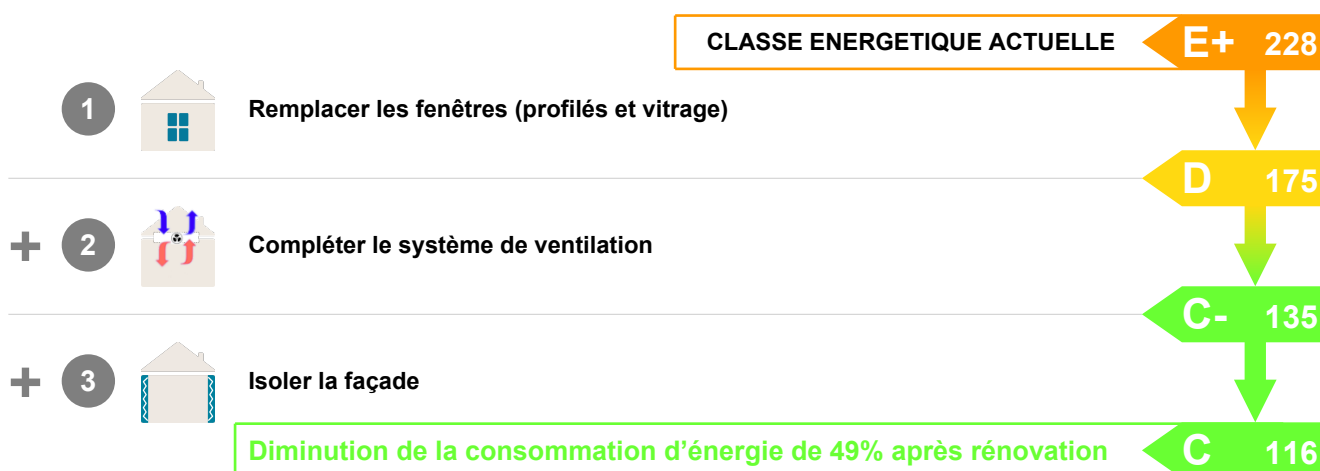 CLASSE ENERGETIQUE ACTUELLE E+ 228
1 Remplacer les fenêtres (profilés et vitrage)
D 175
+ 2 Compléter le système de ventilation
C- 135
+ 3 Isoler la façade
Diminution de la consommation d’énergie de 49% après rénovation C 116